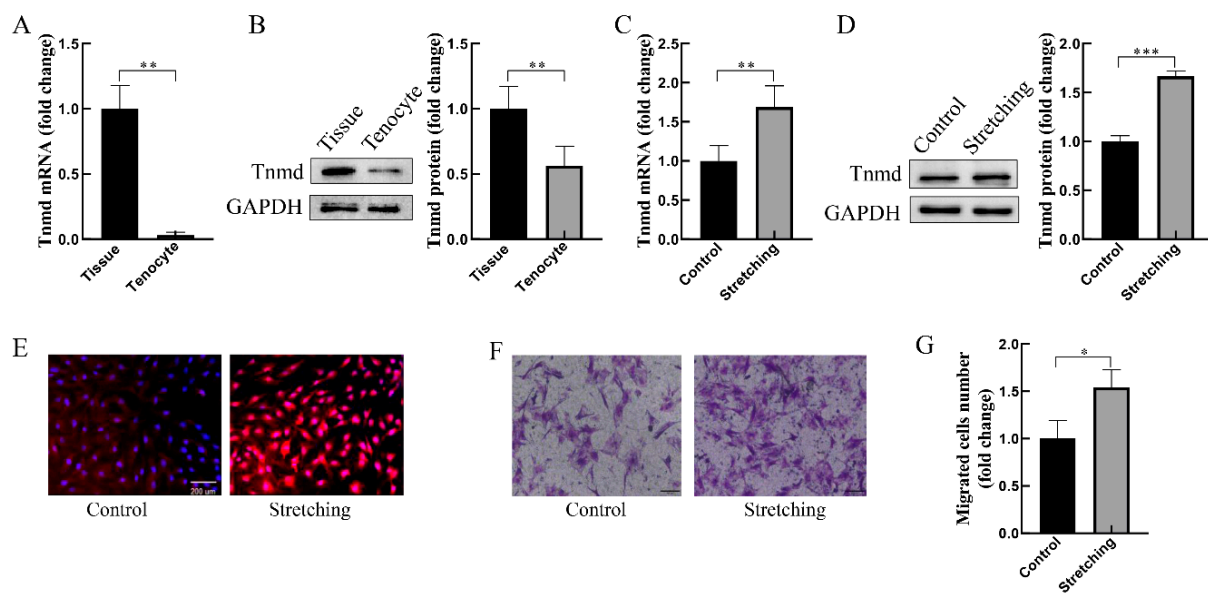 A
Tnmd mRNA (fold change)
1.5
1.0
0.5
0.0
**
Tissue
Tenocyte
B
Tissue
Tenocyte
Tnmd
GAPDH
Tnmd protein (fold change)
1.5
1.0
0.5
0.0
**
Tissue
Tenocyte
C
Tnmd mRNA (fold change)
2.5
2.0
1.5
1.0
0.5
0.0
**
Control
Stretching
D
Control
Stretching
Tnmd
GAPDH
Tnmd protein (fold change)
2.0
1.5
1.0
0.5
0.0
***
Control
Stretching
E
200 um
Control
Stretching
F
Control
Stretching
G
Migrated cells number
(fold change)
2.0
1.5
1.0
0.5
0.0
*
Control
Stretching